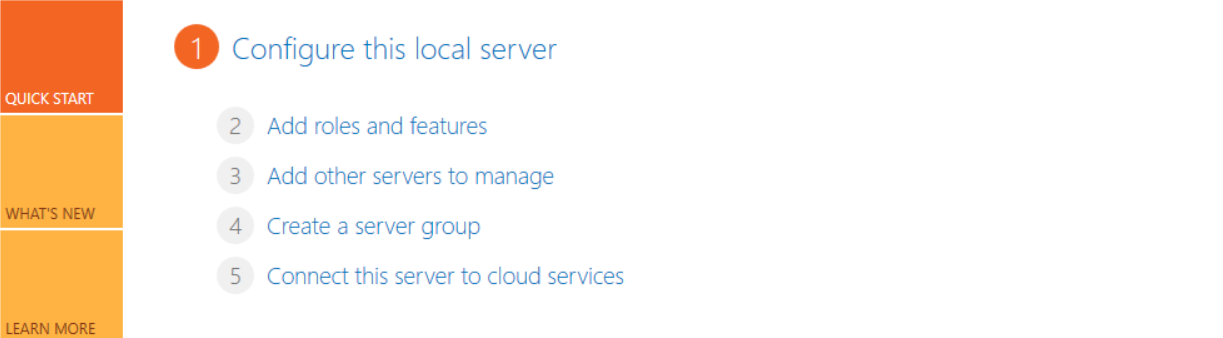 QUICK START
WHAT'S NEW
LEARN MORE
1 Configure this local server
2 Add roles and features
3 Add other servers to manage
4 Create a server group
5 Connect this server to cloud services